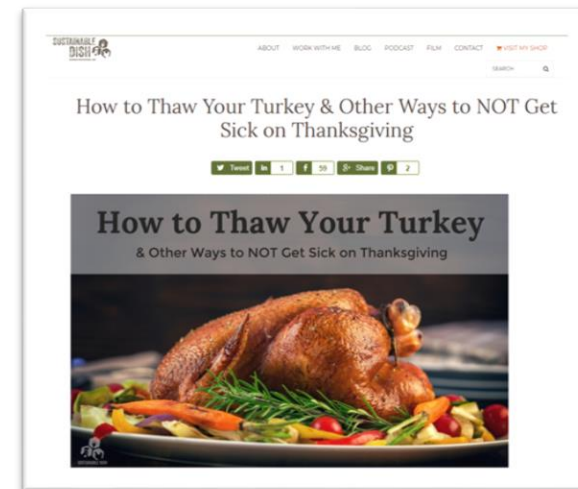 SUSTAINABLE
DISH
ABOUT WORK WITH ME BLOG PODCAST FILM CONTACT VISIT MY SHOP
SEARCH
How to Thaw Your Turkey & Other Ways to NOT Get
Sick on Thanksgiving
Tweet in 1 f 59 g+ Share 2
How to Thaw Your Turkey
& Other Ways to NOT Get Sick on Thanksgiving
SUSTAINABLE DISH